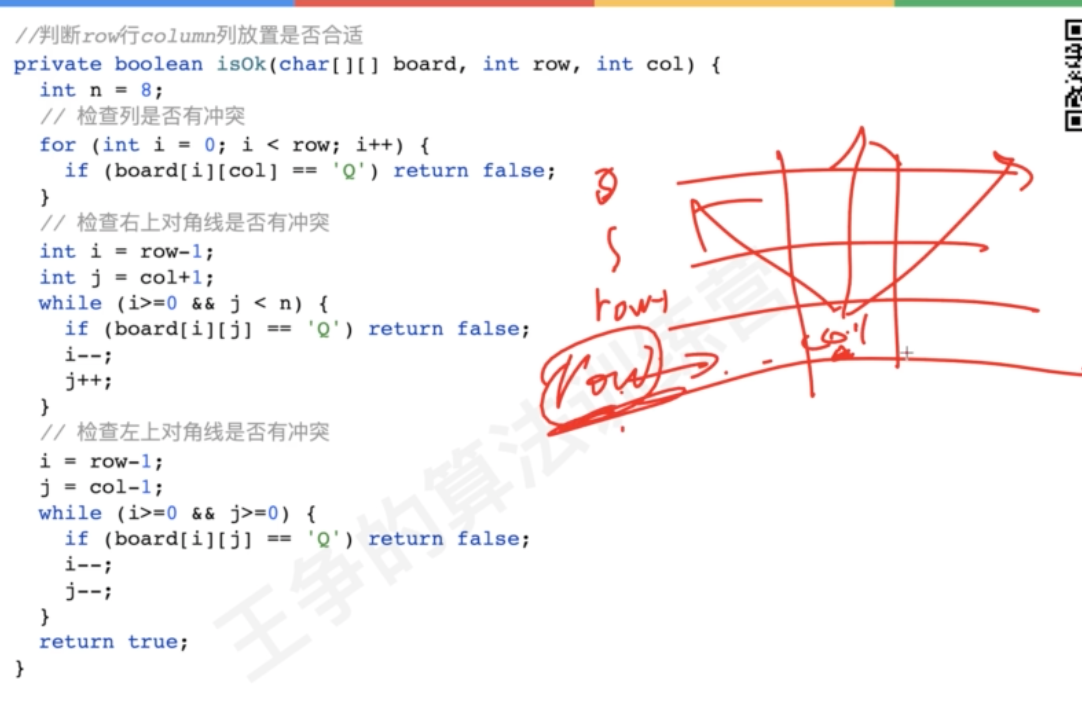 //判断row行column列放置是否合适
private boolean isOk(char[][] board, int row, int col) {
  int n = 8;
  // 检查列是否有冲突
  for (int i = 0; i < row; i++) {
    if (board[i][col] == 'Q') return false;
  }
  // 检查右上对角线是否有冲突
  int i = row-1;
  int j = col+1;
  while (i>=0 && j < n) {
    if (board[i][j] == 'Q') return false;
    i--;
    j++;
  }
  // 检查左上对角线是否有冲突
  i = row-1;
  j = col-1;
  while (i>=0 && j>=0) {
    if (board[i][j] == 'Q') return false;
    i--;
    j--;
  }
  return true;
}
0
row-1
row
col
王争的算法训练营